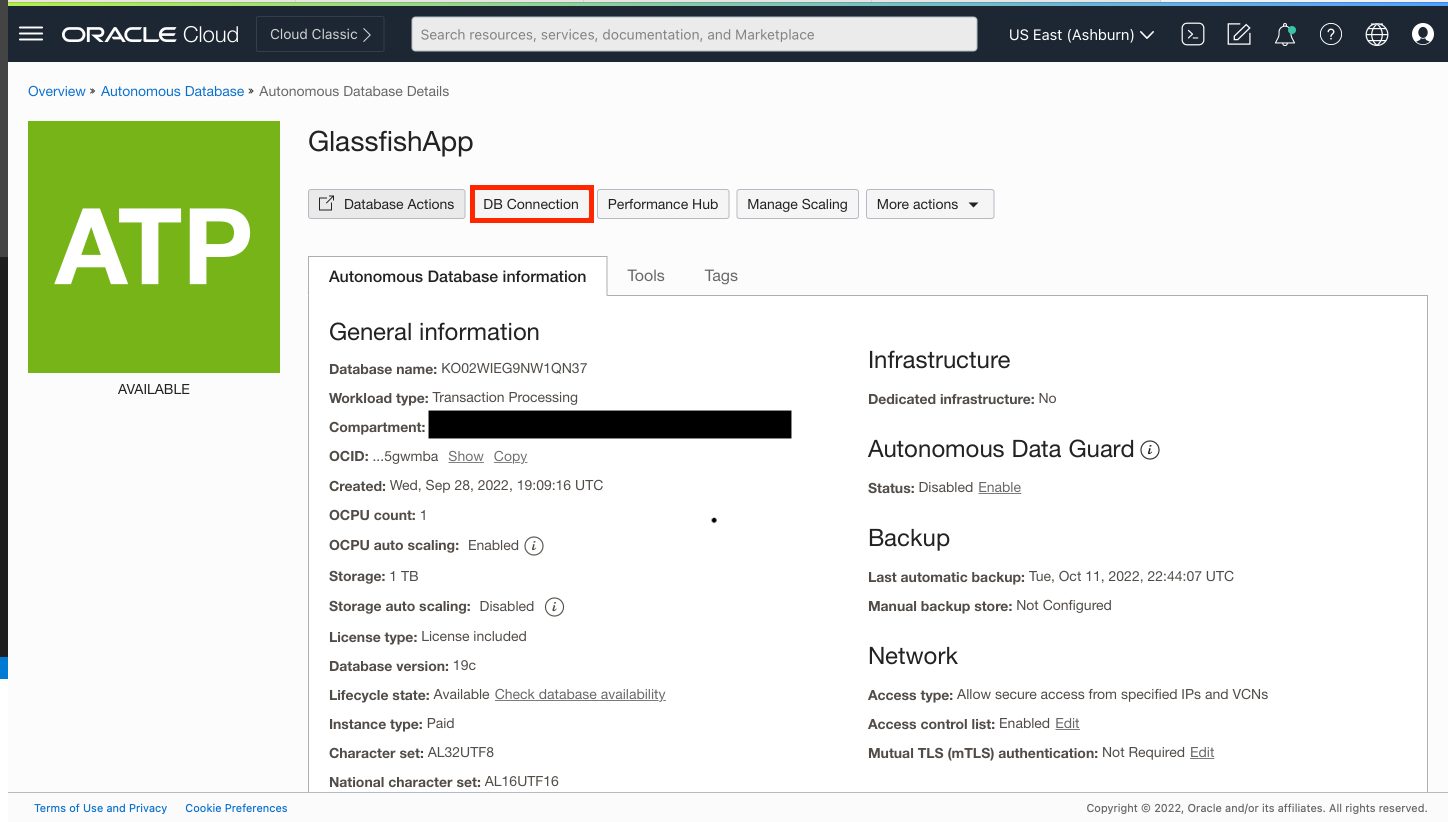 ORACLE Cloud Cloud Classic Search resources, services, documentation, and Marketplace US East (Ashburn)
Overview » Autonomous Database » Autonomous Database Details
ATP
AVAILABLE
GlassfishApp
Database Actions DB Connection Performance Hub Manage Scaling More actions
Autonomous Database information Tools Tags
General information
Database name: KO02WIEG9NW1QN37
Workload type: Transaction Processing
Compartment:
OCID: ...5gwmba Show Copy
Created: Wed, Sep 28, 2022, 19:09:16 UTC
OCPU count: 1
OCPU auto scaling: Enabled
Storage: 1 TB
Storage auto scaling: Disabled
License type: License included
Database version: 19c
Lifecycle state: Available Check database availability
Instance type: Paid
Character set: AL32UTF8
National character set: AL16UTF16
Infrastructure
Dedicated infrastructure: No
Autonomous Data Guard
Status: Disabled Enable
Backup
Last automatic backup: Tue, Oct 11, 2022, 22:44:07 UTC
Manual backup store: Not Configured
Network
Access type: Allow secure access from specified IPs and VCNs
Access control list: Enabled Edit
Mutual TLS (mTLS) authentication: Not Required Edit
Terms of Use and Privacy Cookie Preferences Copyright © 2022, Oracle and/or its affiliates. All rights reserved.